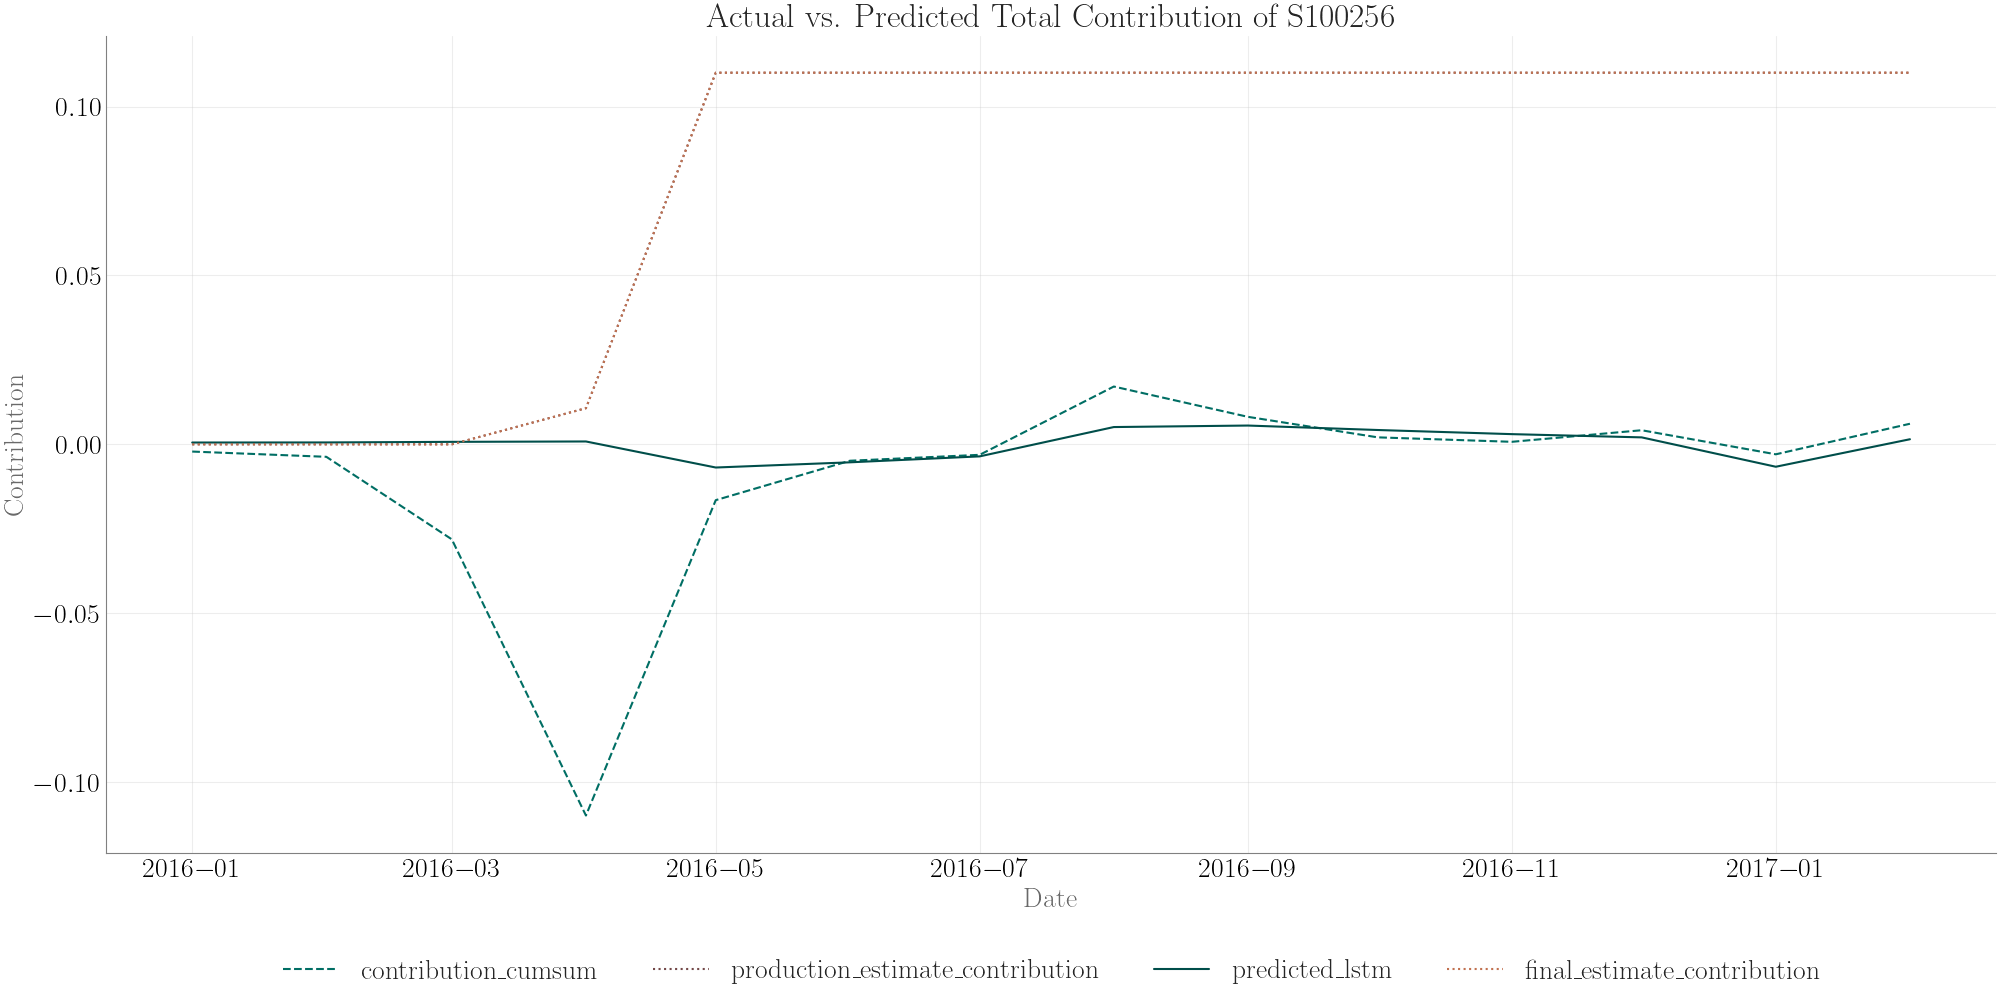 Actual vs. Predicted Total Contribution of S100256
0.10
0.05
0.00
−0.05
−0.10
Contribution
2016−01 2016−03 2016−05 2016−07 2016−09 2016−11 2017−01
Date
contribution_cumsum production_estimate_contribution predicted_lstm final_estimate_contribution